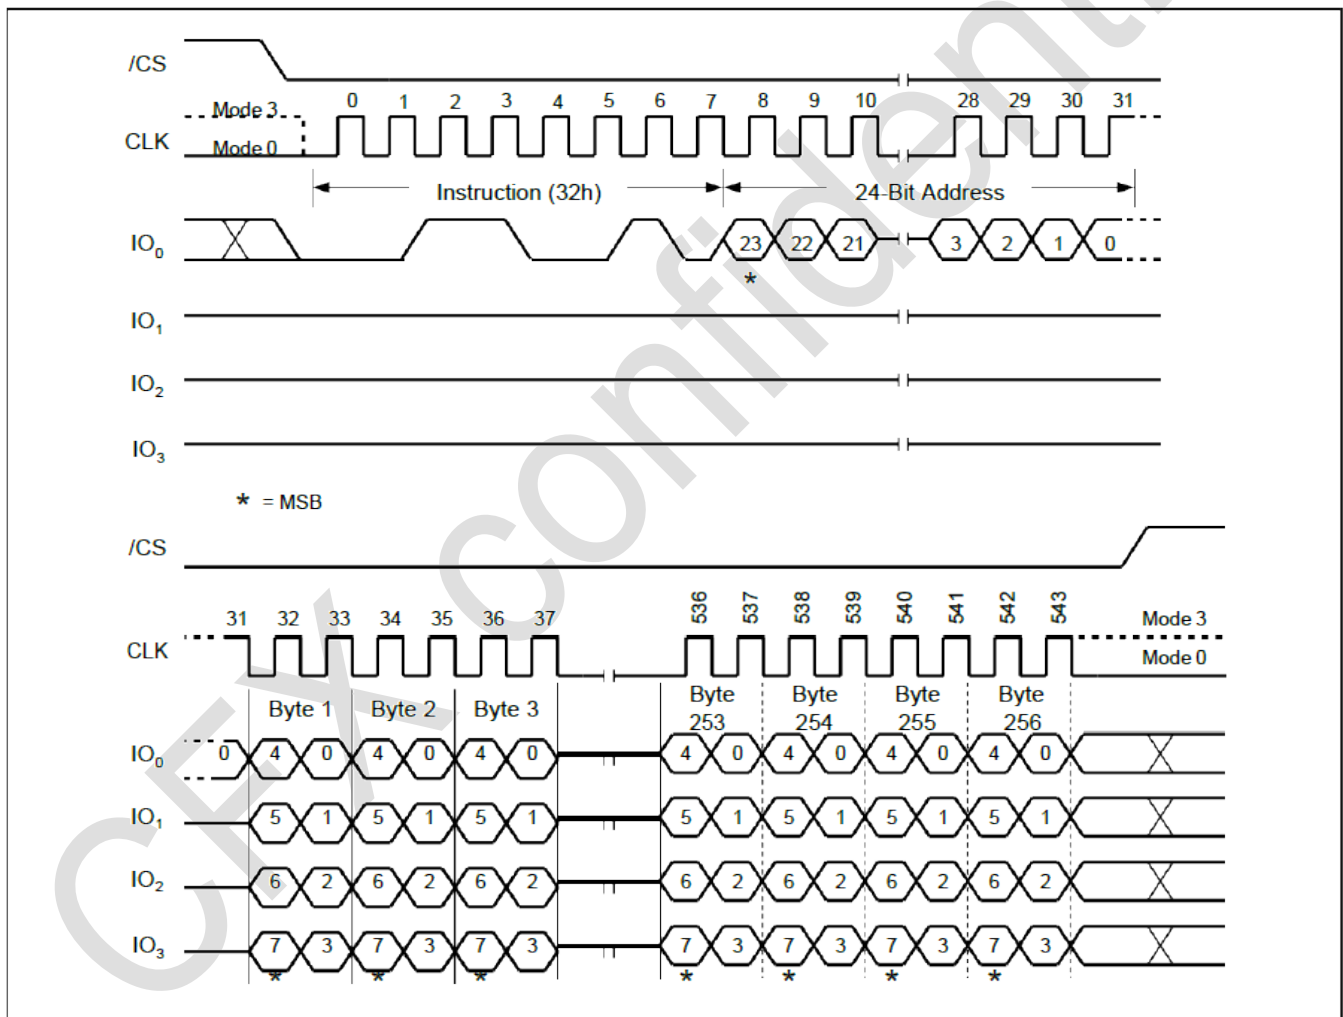 /CS
0 1 2 3 4 5 6 7 8 9 10 28 29 30 31
Mode 3
CLK
Mode 0
Instruction (32h) 24-Bit Address
IO0 23 22 21 3 2 1 0
*
IO1
IO2
IO3
* = MSB
/CS
31 32 33 34 35 36 37 536 537 538 539 540 541 542 543
Mode 3
CLK
Mode 0
Byte 1 Byte 2 Byte 3 Byte 253 Byte 254 Byte 255 Byte 256
IO0 0 4 0 4 0 4 0 4 0 4 0 4 0 4 0
IO1 5 1 5 1 5 1 5 1 5 1 5 1 5 1
IO2 6 2 6 2 6 2 6 2 6 2 6 2 6 2
IO3 7 3 7 3 7 3 7 3 7 3 7 3 7 3
* * * * * * *
CFX confidenti